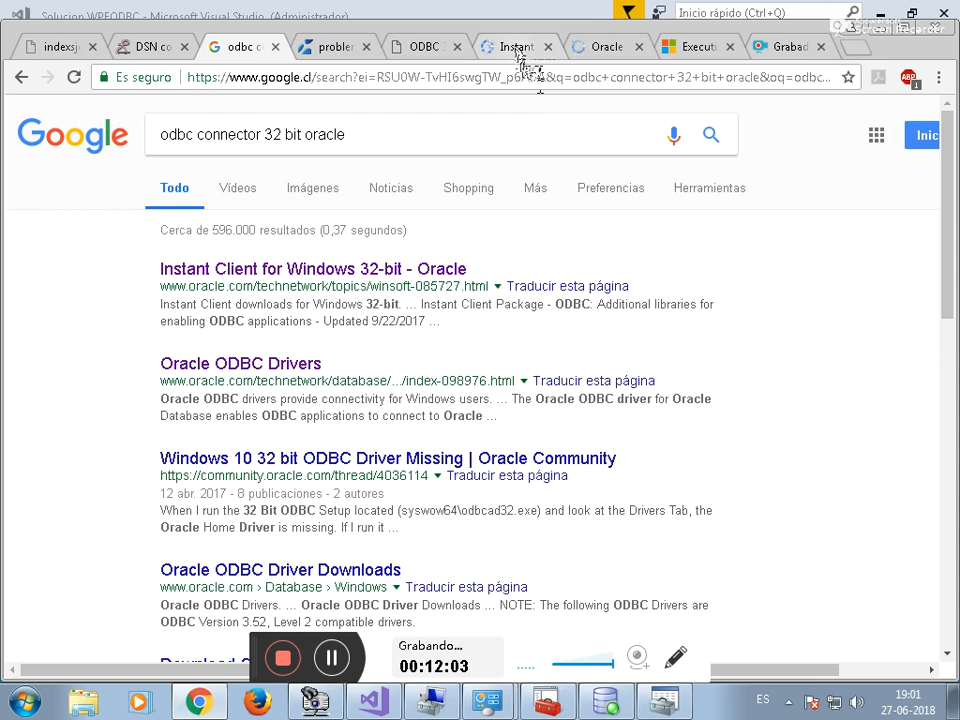 Solucion WPFODBC - Microsoft Visual Studio (Administrador)
Inicio rápido (Ctrl+Q)
Screen Recorder
indexsj
DSN co
odbc c
probler
ODBC
Instant
Oracle
Executi
Grabad
Es seguro
https://www.google.cl/search?ei=RSU0W-TvHI6swgTW_p6
&q=odbc+connector+32+bit+oracle&oq=odbc...
ABP
1
Google
odbc connector 32 bit oracle
Inic
Todo
Vídeos
Imágenes
Noticias
Shopping
Más
Preferencias
Herramientas
Cerca de 596.000 resultados (0,37 segundos)
Instant Client for Windows 32-bit - Oracle
www.oracle.com/technetwork/topics/winsoft-085727.html ▼ Traducir esta página
Instant Client downloads for Windows 32-bit. ... Instant Client Package - ODBC: Additional libraries for
enabling ODBC applications - Updated 9/22/2017 ...
Oracle ODBC Drivers
www.oracle.com/technetwork/database/.../index-098976.html ▼ Traducir esta página
Oracle ODBC drivers provide connectivity for Windows users. ... The Oracle ODBC driver for Oracle
Database enables ODBC applications to connect to Oracle ...
Windows 10 32 bit ODBC Driver Missing | Oracle Community
https://community.oracle.com/thread/4036114 ▼ Traducir esta página
12 abr. 2017 - 8 publicaciones - 2 autores
When I run the 32 Bit ODBC Setup located (syswow64\odbcad32.exe) and look at the Drivers Tab, the
Oracle Home Driver is missing. If I run it ...
Oracle ODBC Driver Downloads
www.oracle.com › Database › Windows ▼ Traducir esta página
Oracle ODBC Drivers. ... Oracle ODBC Driver Downloads ... NOTE: The following ODBC Drivers are
ODBC Version 3.52, Level 2 compatible drivers.
Grabando...
00:12:03
ES
19:01
27-06-2018